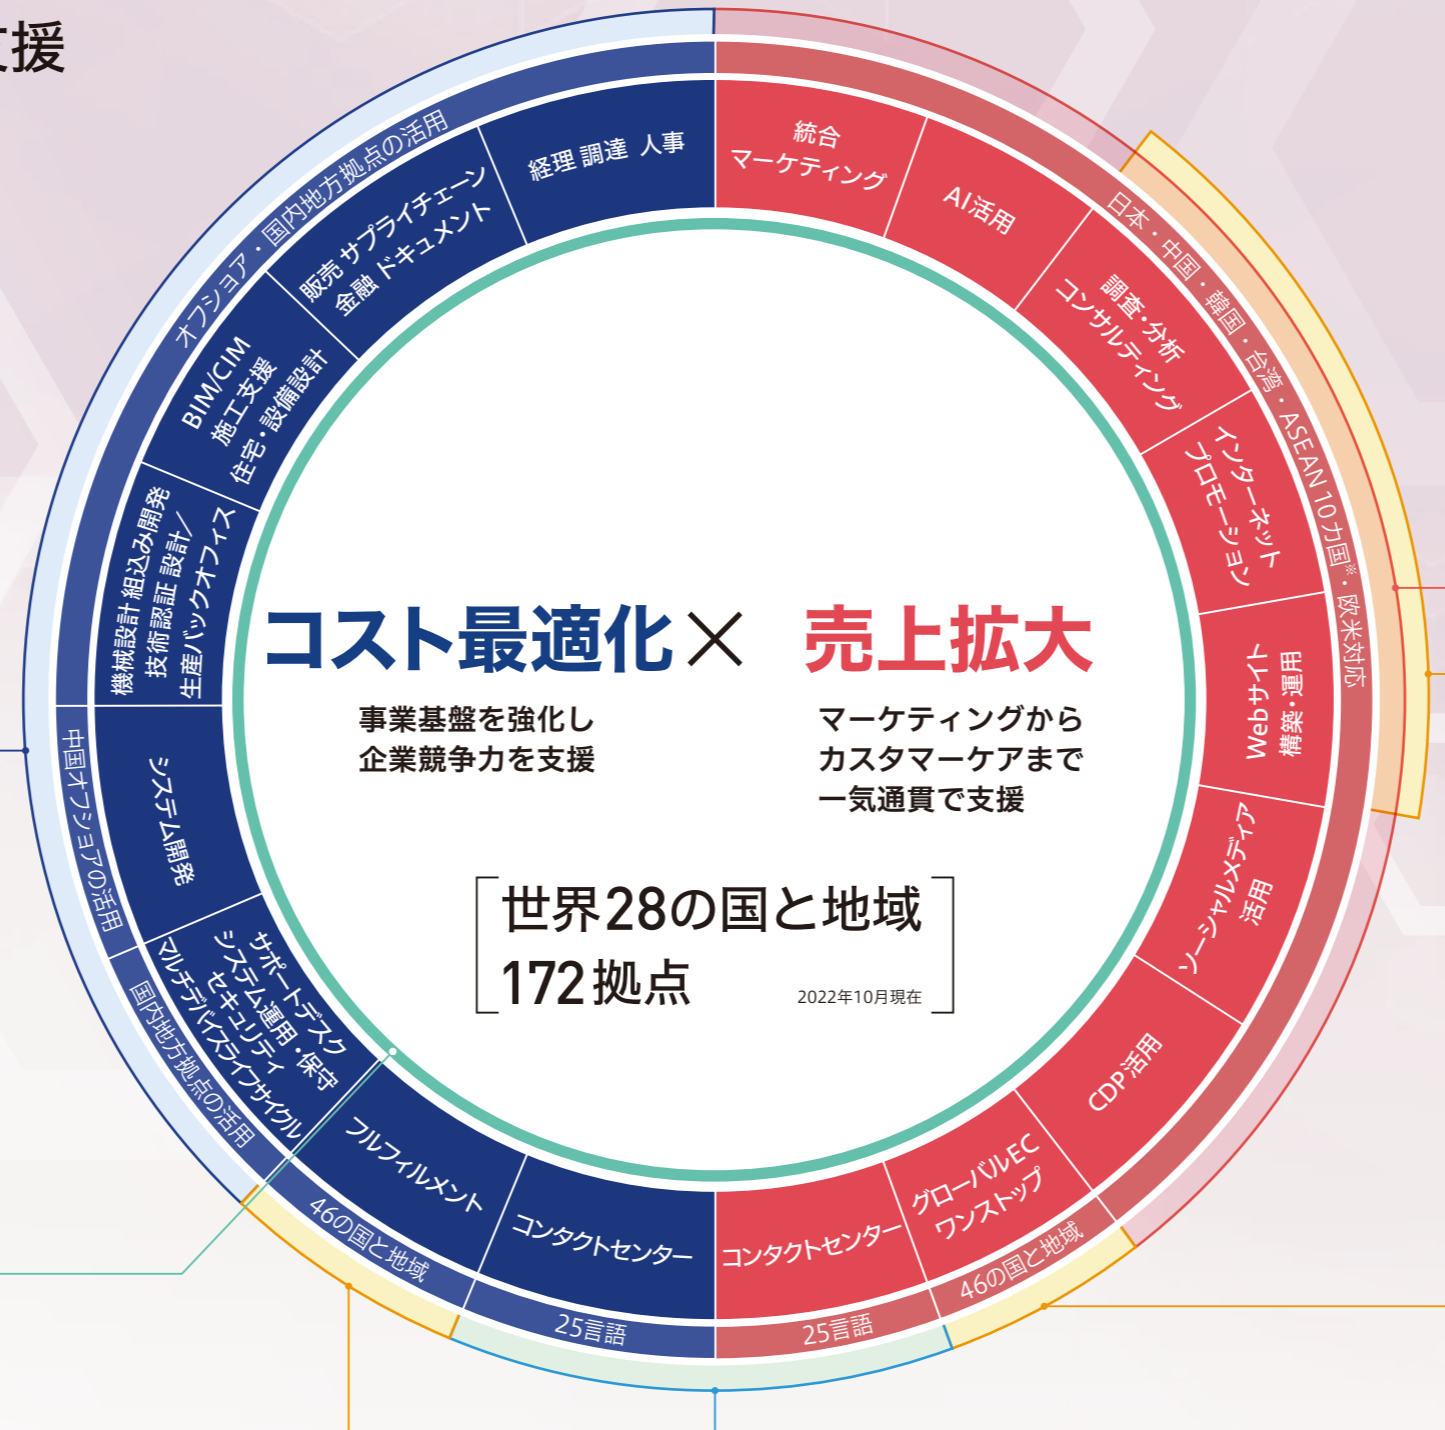 支援
コスト最適化×売上拡大
事業基盤を強化し
企業競争力を支援
マーケティングから
カスタマーケアまで
一気通貫で支援
世界28の国と地域
172拠点
2022年10月現在
統合
マーケティング
AI活用
調査・分析
コンサルティング
インターネット
プロモーション
Webサイト
構築・運用
ソーシャルメディア
活用
CDP活用
グローバルEC
ワンストップ
コンタクトセンター
日本・中国・韓国・台湾・ASEAN 10カ国※・欧米対応
46の国と地域
25言語
経理 調達 人事
販売 サプライチェーン
金融 ドキュメント
BIM/CIM
施工支援
住宅・設備設計
機械設計 組込み開発
技術認証 設計/
生産バックオフィス
システム開発
サポートデスク
システム運用・保守
セキュリティ
マルチデバイスライフサイクル
フルフィルメント
コンタクトセンター
オフショア・国内地方拠点の活用
中国オフショアの活用
国内地方拠点の活用
46の国と地域
25言語